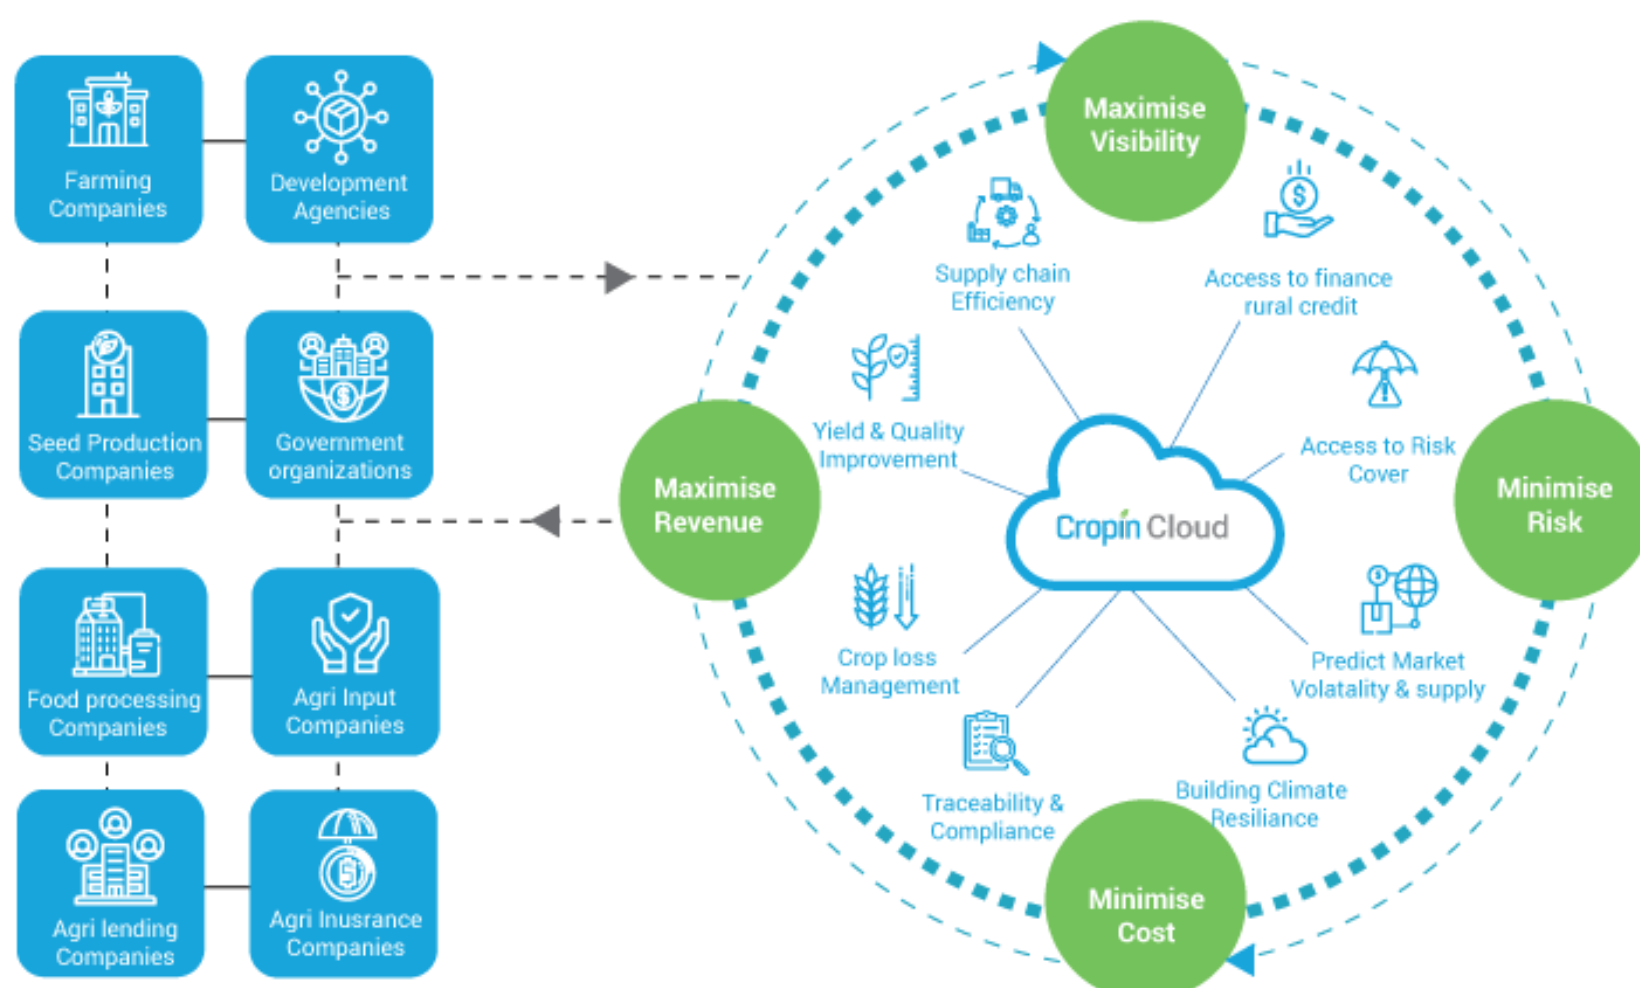 Farming
Companies
Development
Agencies
Seed Production
Companies
Government
organizations
Food processing
Companies
Agri Input
Companies
Agri lending
Companies
Agri Inusrance
Companies
Maximise
Visibility
Supply chain
Efficiency
Access to finance
rural credit
Yield & Quality
Improvement
Access to Risk
Cover
Maximise
Revenue
Cropin Cloud
Minimise
Risk
Crop loss
Management
Predict Market
Volatality & supply
Traceability &
Compliance
Building Climate
Resiliance
Minimise
Cost